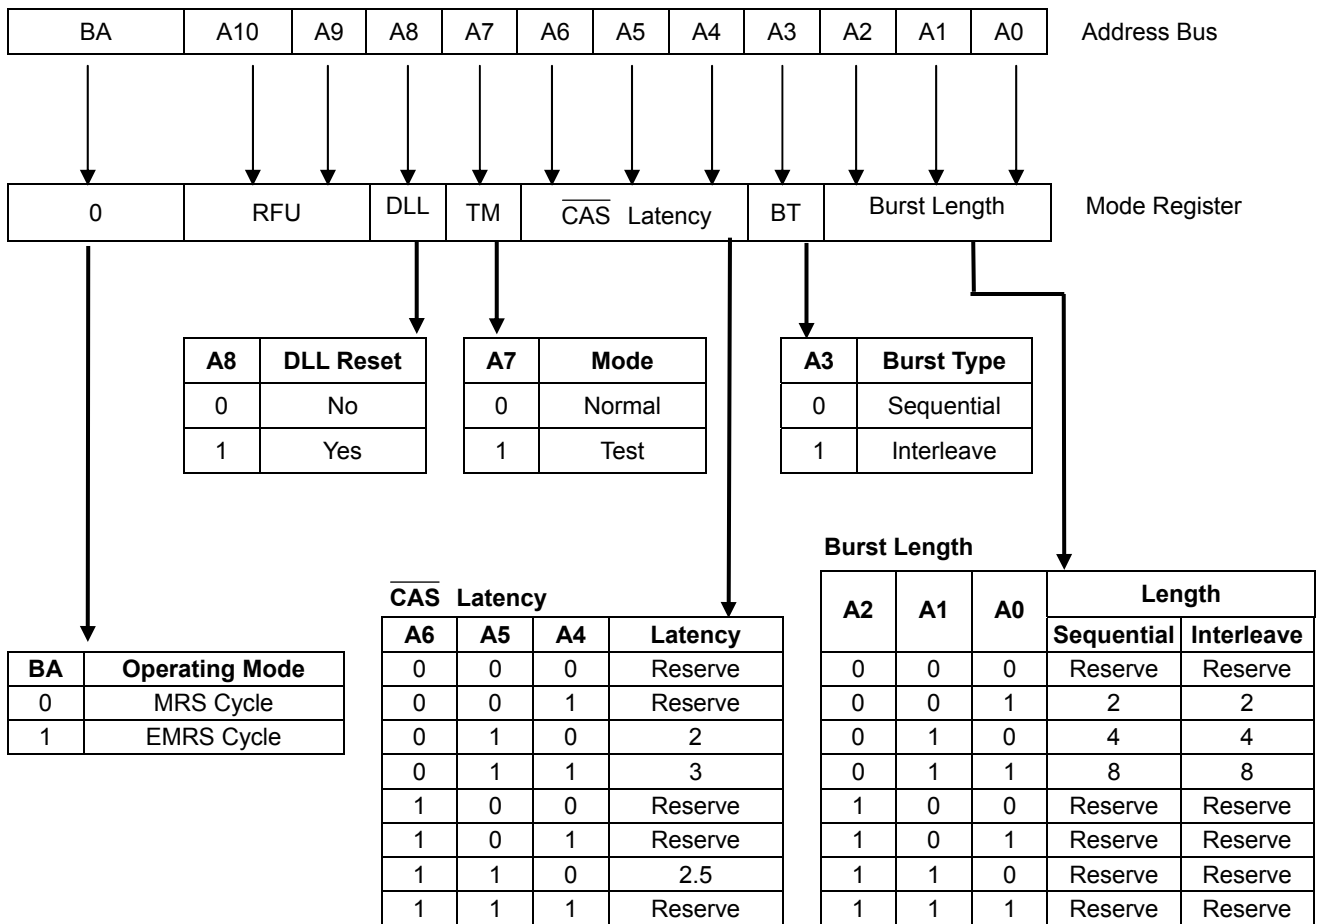 BA A10 A9 A8 A7 A6 A5 A4 A3 A2 A1 A0 Address Bus
0 RFU DLL TM CAS Latency BT Burst Length Mode Register
A8 DLL Reset
0 No
1 Yes
A7 Mode
0 Normal
1 Test
A3 Burst Type
0 Sequential
1 Interleave
BA Operating Mode
0 MRS Cycle
1 EMRS Cycle
CAS Latency
A6 A5 A4 Latency
0 0 0 Reserve
0 0 1 Reserve
0 1 0 2
0 1 1 3
1 0 0 Reserve
1 0 1 Reserve
1 1 0 2.5
1 1 1 Reserve
Burst Length
A2 A1 A0 Length
Sequential Interleave
0 0 0 Reserve Reserve
0 0 1 2 2
0 1 0 4 4
0 1 1 8 8
1 0 0 Reserve Reserve
1 0 1 Reserve Reserve
1 1 0 Reserve Reserve
1 1 1 Reserve Reserve